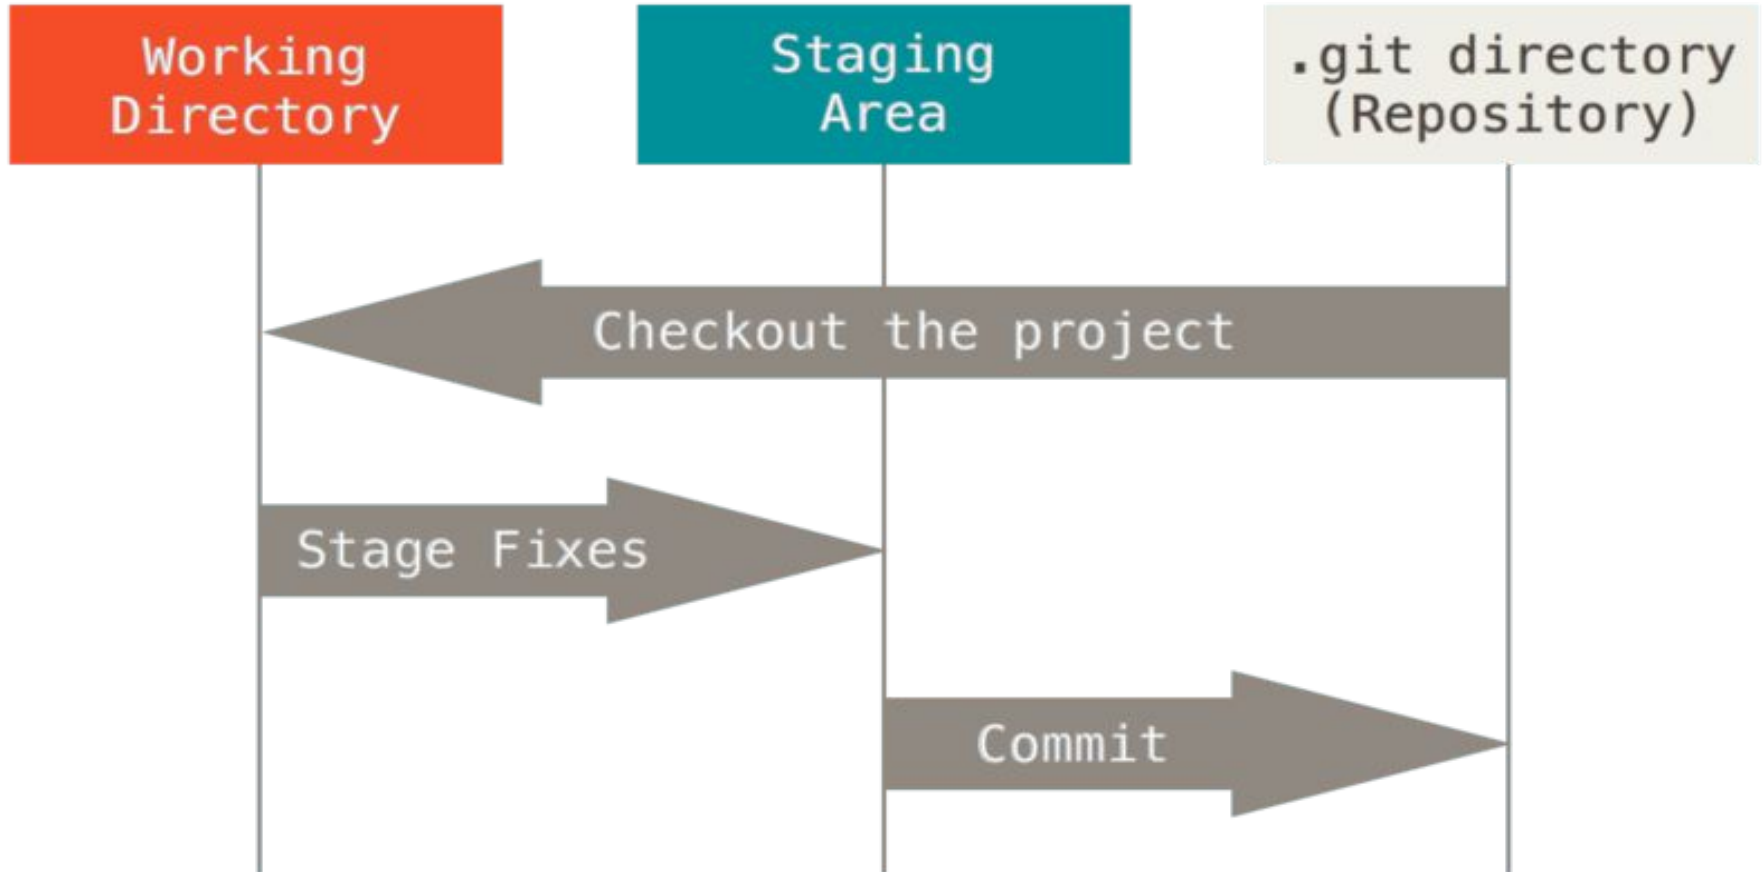 Working
Directory
Staging
Area
.git directory
(Repository)
Checkout the project
Stage Fixes
Commit